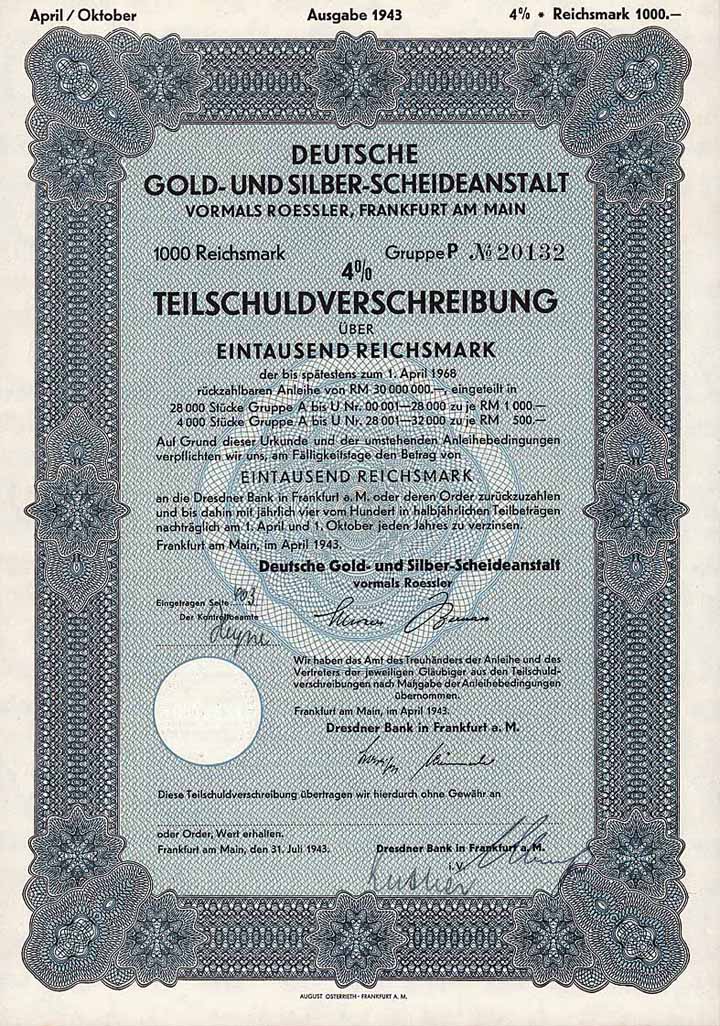 April / Oktober Ausgabe 1943 4% • Reichsmark 1000.—
DEUTSCHE
GOLD- UND SILBER-SCHEIDEANSTALT
VORMALS ROESSLER, FRANKFURT AM MAIN
1000 Reichsmark Gruppe P № 20132
4%
TEILSCHULDVERSCHREIBUNG
ÜBER
EINTAUSEND REICHSMARK
der bis spätestens zum 1. April 1968
rückzahlbaren Anleihe von RM 30 000 000.—, eingeteilt in
28 000 Stücke Gruppe A bis U Nr. 00 001—28 000 zu je RM 1 000.—
4 000 Stücke Gruppe A bis U Nr. 28 001—32 000 zu je RM 500.—
Auf Grund dieser Urkunde und der umstehenden Anleihebedingungen
verpflichten wir uns, am Fälligkeitstage den Betrag von
EINTAUSEND REICHSMARK
an die Dresdner Bank in Frankfurt a. M. oder deren Order zurückzuzahlen
und bis dahin mit jährlich vier vom Hundert in halbjährlichen Teilbeträgen
nachträglich am 1. April und 1. Oktober jeden Jahres zu verzinsen.
Frankfurt am Main, im April 1943.
Deutsche Gold- und Silber-Scheideanstalt
vormals Roessler
Eingetragen Seite 903
Der Kontrollbeamte
Wir haben das Amt des Treuhänders der Anleihe und des
Vertreters der jeweiligen Gläubiger aus den Teilschuld-
verschreibungen nach Maßgabe der Anleihebedingungen
übernommen.
Frankfurt am Main, im April 1943.
Dresdner Bank in Frankfurt a. M.
Diese Teilschuldverschreibung übertragen wir hierdurch ohne Gewähr an
oder Order, Wert erhalten.
Frankfurt am Main, den 31. Juli 1943. Dresdner Bank in Frankfurt a. M.
i. V.
AUGUST OSTERRIETH · FRANKFURT A. M.